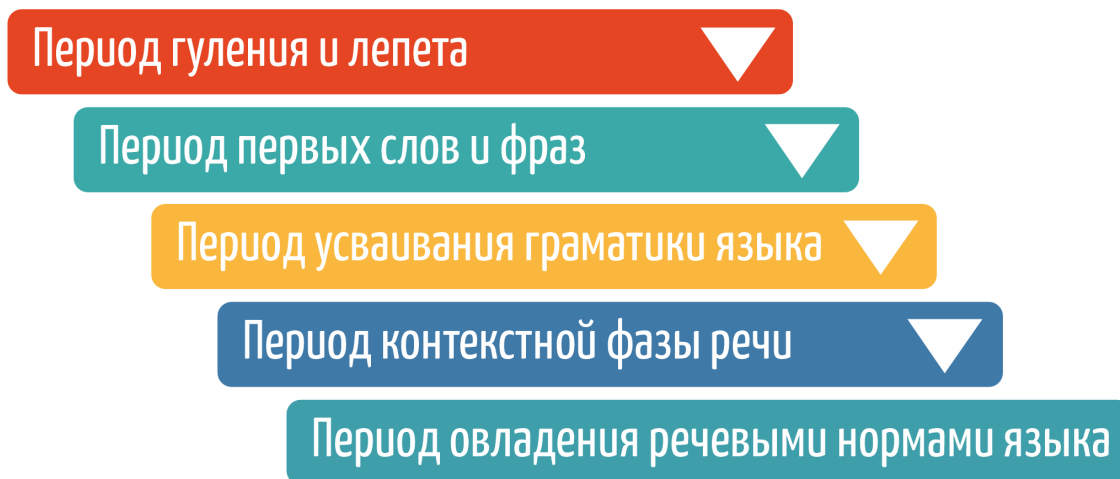 Период гуления и лепета
Период первых слов и фраз
Период усваивания граматики языка
Период контекстной фазы речи
Период овладения речевыми нормами языка